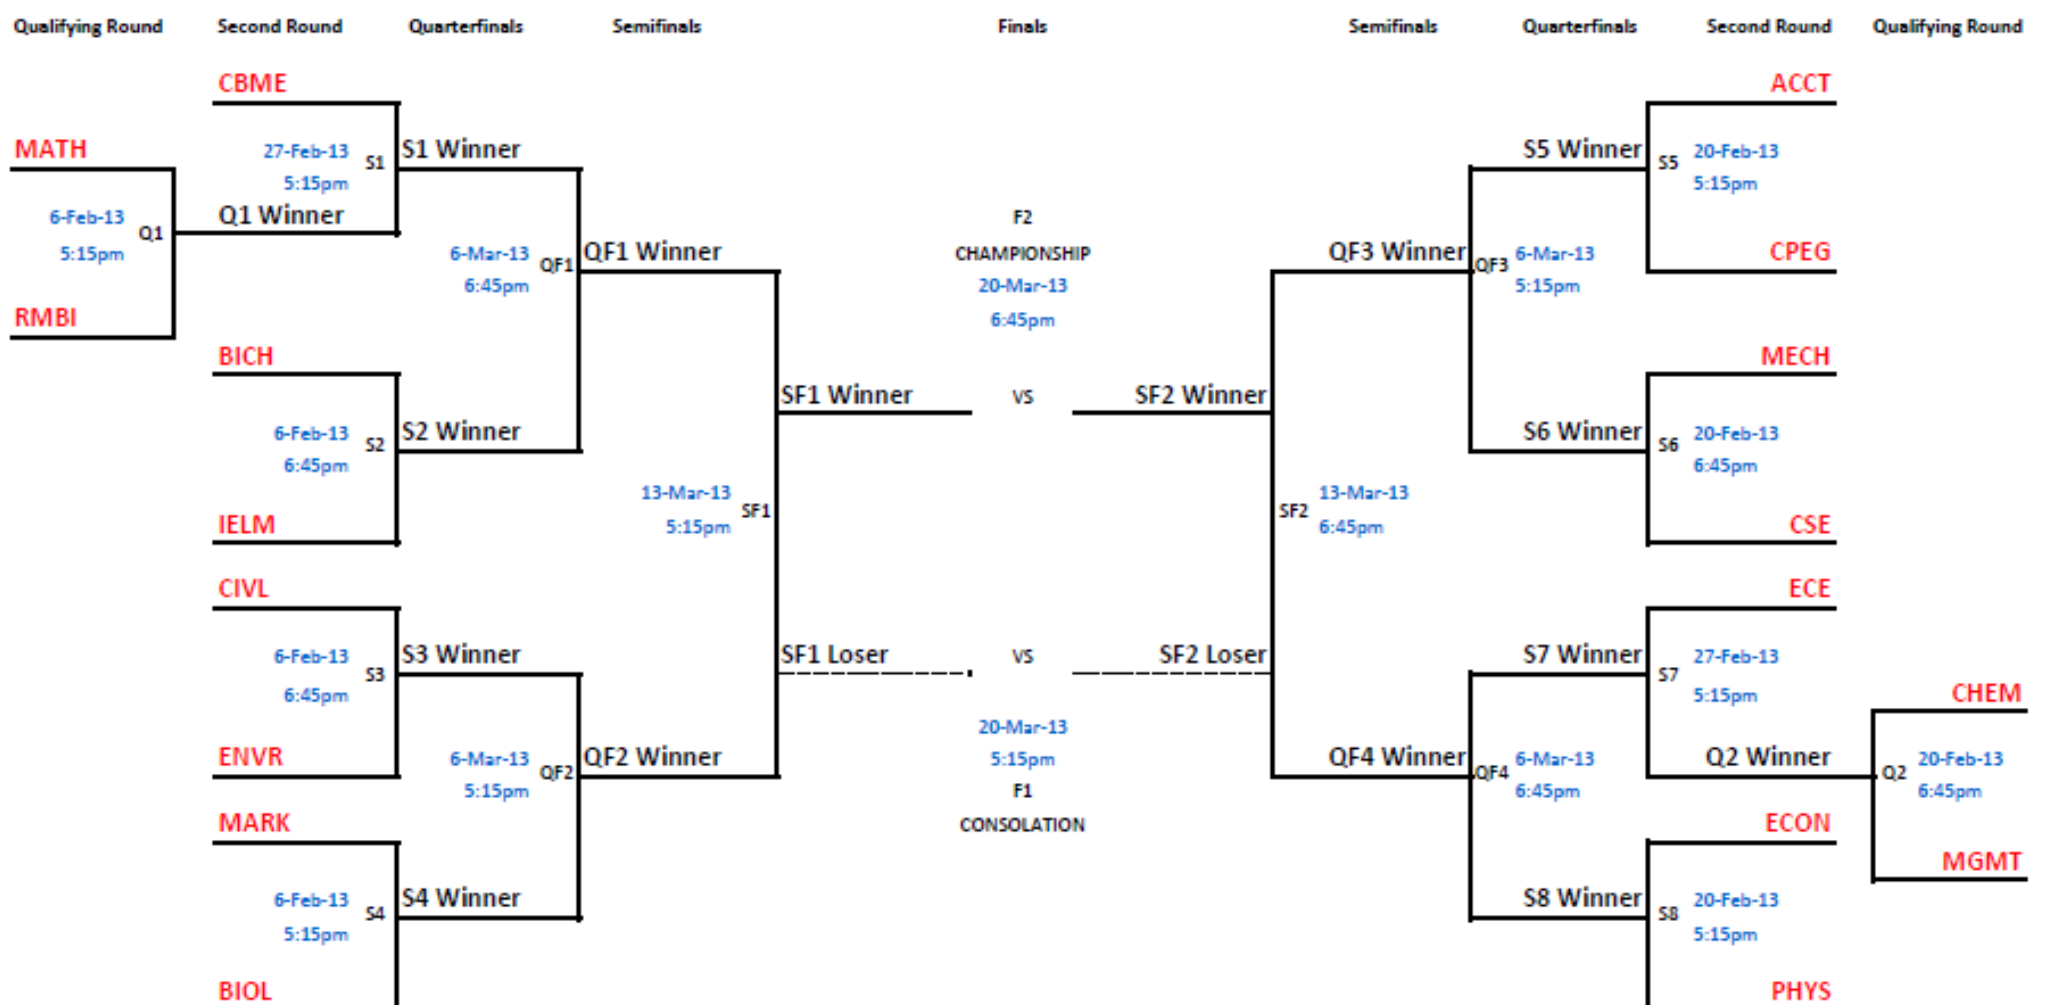 Qualifying Round Second Round Quarterfinals Semifinals Finals Semifinals Quarterfinals Second Round Qualifying Round
CBME ACCT
MATH 27-Feb-13 S1 S1 Winner S5 Winner S5 20-Feb-13
5:15pm 5:15pm
6-Feb-13 Q1 Q1 Winner F2
5:15pm 6-Mar-13 QF1 QF1 Winner CHAMPIONSHIP QF3 Winner QF3 6-Mar-13 CPEG
6:45pm 20-Mar-13 5:15pm
RMBI 6:45pm
BICH MECH
SF1 Winner VS SF2 Winner
6-Feb-13 S2 S2 Winner S6 Winner S6 20-Feb-13
6:45pm 6:45pm
13-Mar-13 SF1 SF2 13-Mar-13
5:15pm 6:45pm
IELM CSE
CIVL ECE
6-Feb-13 S3 S3 Winner SF1 Loser VS SF2 Loser S7 Winner S7 27-Feb-13
6:45pm 5:15pm CHEM
20-Mar-13
ENVR 6-Mar-13 QF2 QF2 Winner 5:15pm QF4 Winner QF4 6-Mar-13 Q2 Winner Q2 20-Feb-13
5:15pm F1 6:45pm 6:45pm
MARK CONSOLATION ECON
MGMT
6-Feb-13 S4 S4 Winner S8 Winner S8 20-Feb-13
5:15pm 5:15pm
BIOL PHYS